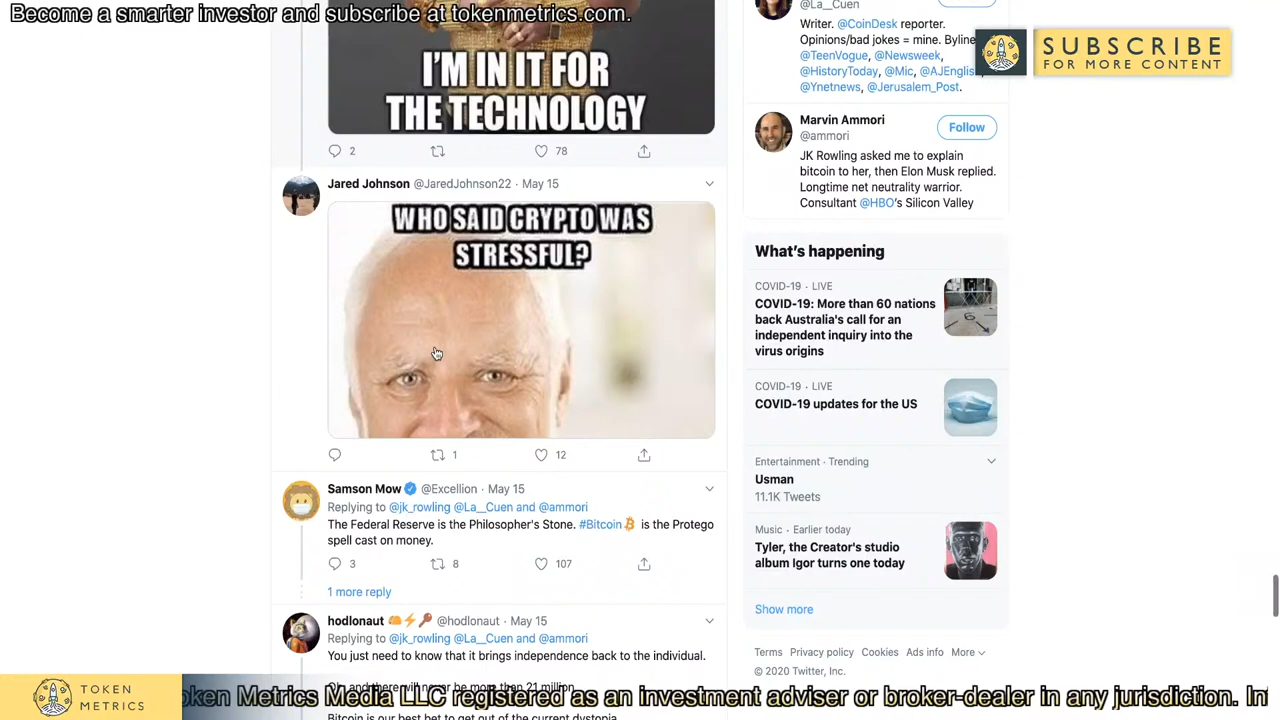 Become a smarter investor and subscribe at tokenmetrics.com.
I'M IN IT FOR
THE TECHNOLOGY
2
78
Jared Johnson @JaredJohnson22 · May 15
WHO SAID CRYPTO WAS
STRESSFUL?
1
12
Samson Mow @Excellion · May 15
Replying to @jk_rowling @La__Cuen and @ammori
The Federal Reserve is the Philosopher's Stone. #Bitcoin is the Protego
spell cast on money.
3
8
107
1 more reply
hodlonaut @hodlonaut · May 15
Replying to @jk_rowling @La__Cuen and @ammori
You just need to know that it brings independence back to the individual.
Oh, and there will never be more than 21 million.
Bitcoin is our best bet to get out of the current dystopia
@La__Cuen
Writer. @CoinDesk reporter.
Opinions/bad jokes = mine. Byline
@TeenVogue, @Newsweek,
@HistoryToday, @Mic, @AJEnglis
@Ynetnews, @Jerusalem_Post.
SUBSCRIBE
FOR MORE CONTENT
Marvin Ammori
@ammori
Follow
JK Rowling asked me to explain
bitcoin to her, then Elon Musk replied.
Longtime net neutrality warrior.
Consultant @HBO's Silicon Valley
What's happening
COVID-19 · LIVE
COVID-19: More than 60 nations
back Australia's call for an
independent inquiry into the
virus origins
COVID-19 · LIVE
COVID-19 updates for the US
Entertainment · Trending
Usman
11.1K Tweets
Music · Earlier today
Tyler, the Creator's studio
album Igor turns one today
Show more
Terms Privacy policy Cookies Ads info More
© 2020 Twitter, Inc.
TOKEN
METRICS
oken Metrics Media LLC registered as an investment adviser or broker-dealer in any jurisdiction. In